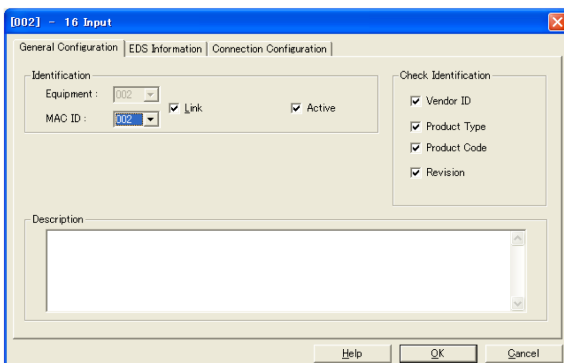 [002] - 16 Input
General Configuration EDS Information Connection Configuration
Identification
Equipment : 002
MAC ID : 002
Link
Active
Check Identification
Vendor ID
Product Type
Product Code
Revision
Description
Help OK Cancel